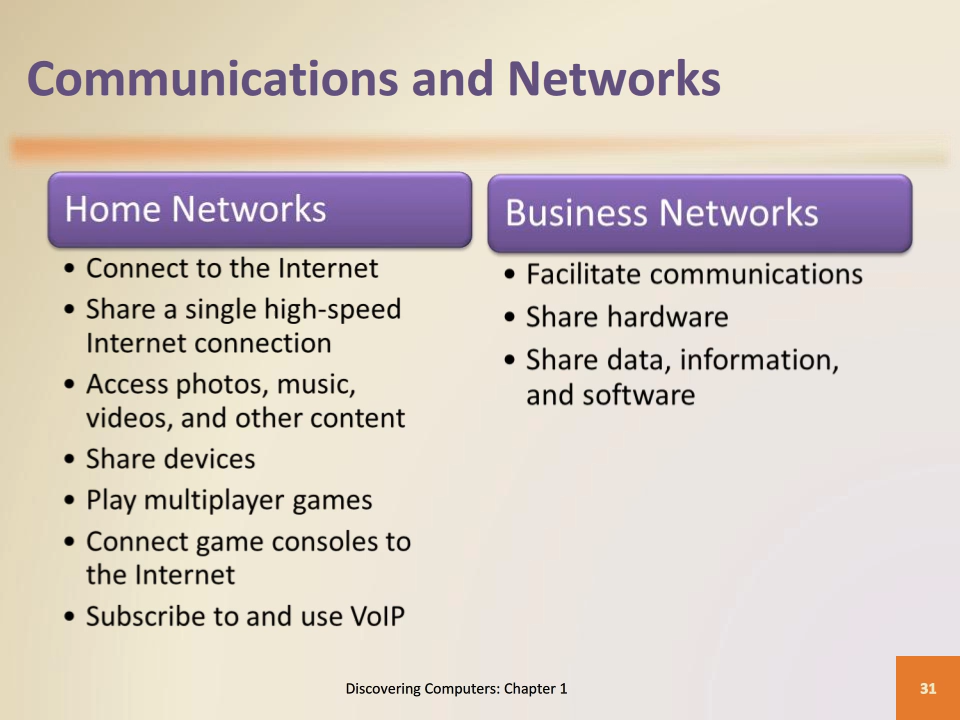 Communications and Networks
Home Networks
• Connect to the Internet
• Share a single high-speed
Internet connection
• Access photos, music,
videos, and other content
• Share devices
• Play multiplayer games
• Connect game consoles to
the Internet
• Subscribe to and use VoIP
Business Networks
• Facilitate communications
• Share hardware
• Share data, information,
and software
Discovering Computers: Chapter 1
31